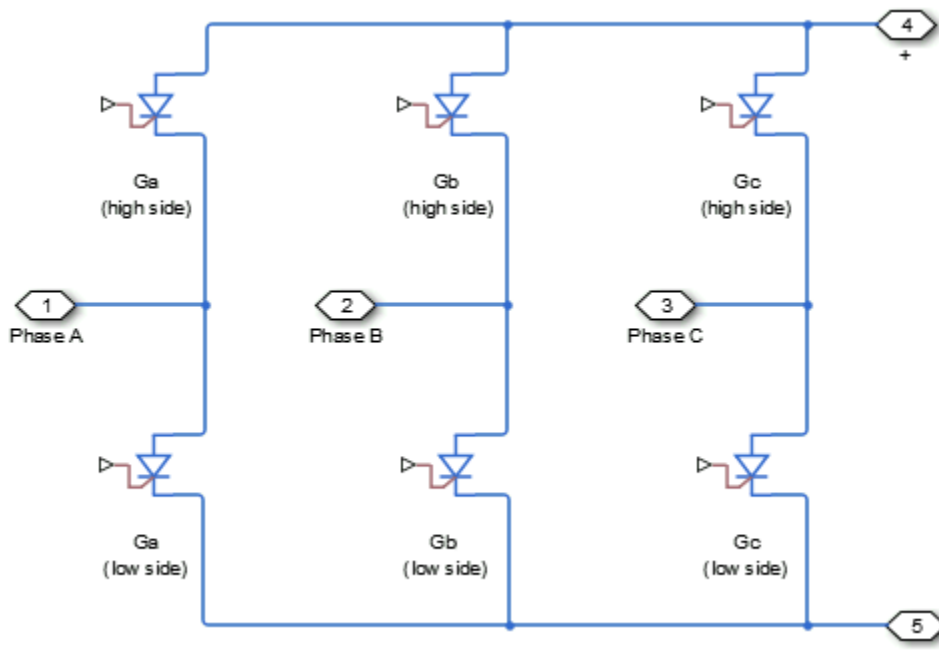 4
+
Ga
(high side)
Gb
(high side)
Gc
(high side)
1
Phase A
2
Phase B
3
Phase C
Ga
(low side)
Gb
(low side)
Gc
(low side)
5